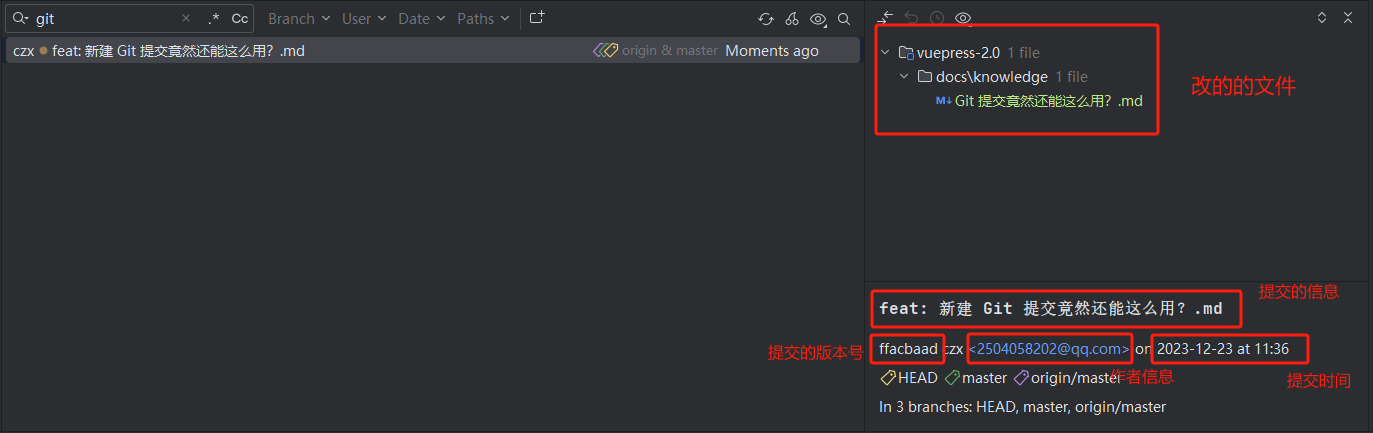 git × .* Cc Branch User Date Paths
czx feat: 新建 Git 提交竟然还能这么用？.md origin & master Moments ago
vuepress-2.0 1 file
docs\knowledge 1 file
M↓ Git 提交竟然还能这么用？.md
改的的文件
提交的信息
feat: 新建 Git 提交竟然还能这么用？.md
提交的版本号
ffacbaad czx <2504058202@qq.com> on 2023-12-23 at 11:36
HEAD master origin/master
作者信息
提交时间
In 3 branches: HEAD, master, origin/master